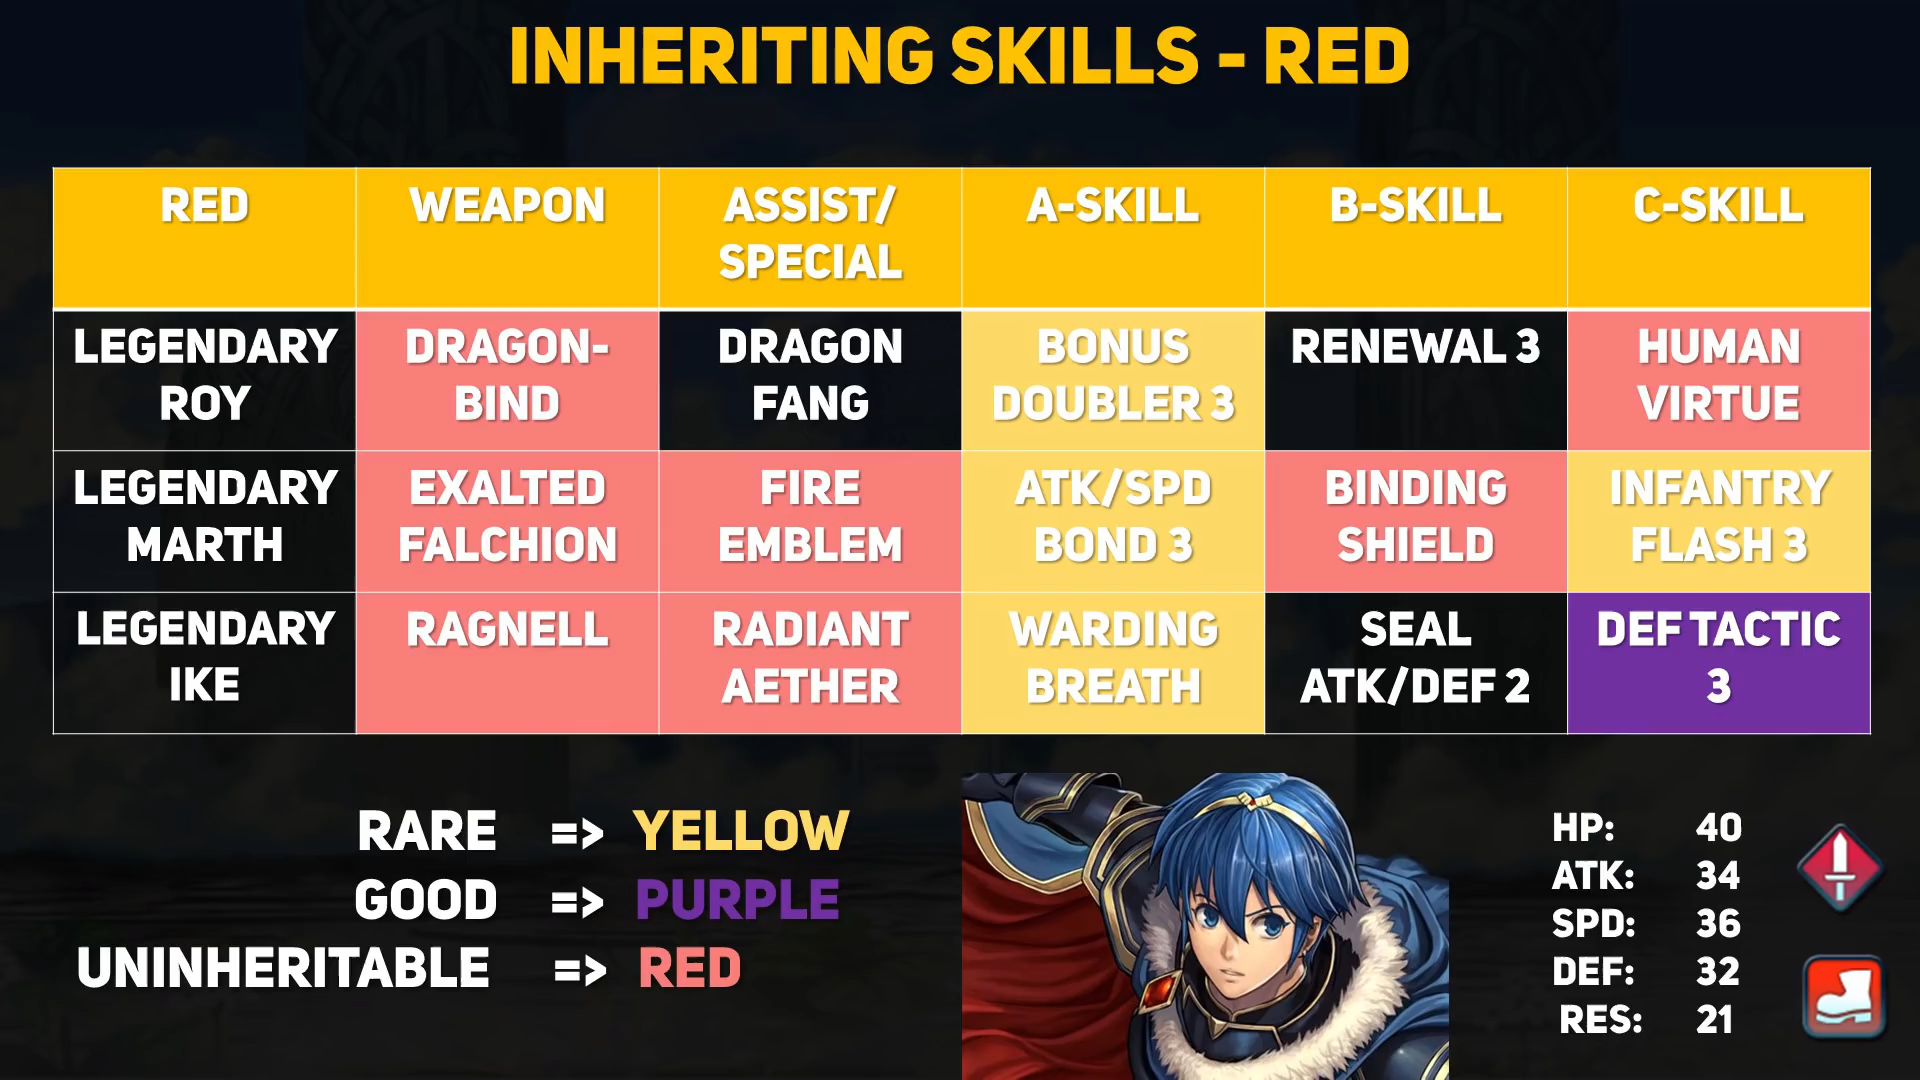 INHERITING SKILLS - RED
RED WEAPON ASSIST/ A-SKILL B-SKILL C-SKILL
SPECIAL
LEGENDARY DRAGON- DRAGON BONUS RENEWAL 3 HUMAN
ROY BIND FANG DOUBLER 3 VIRTUE
LEGENDARY EXALTED FIRE ATK/SPD BINDING INFANTRY
MARTH FALCHION EMBLEM BOND 3 SHIELD FLASH 3
LEGENDARY RAGNELL RADIANT WARDING SEAL DEF TACTIC
IKE AETHER BREATH ATK/DEF 2 3
RARE => YELLOW
GOOD => PURPLE
UNINHERITABLE => RED
HP: 40
ATK: 34
SPD: 36
DEF: 32
RES: 21